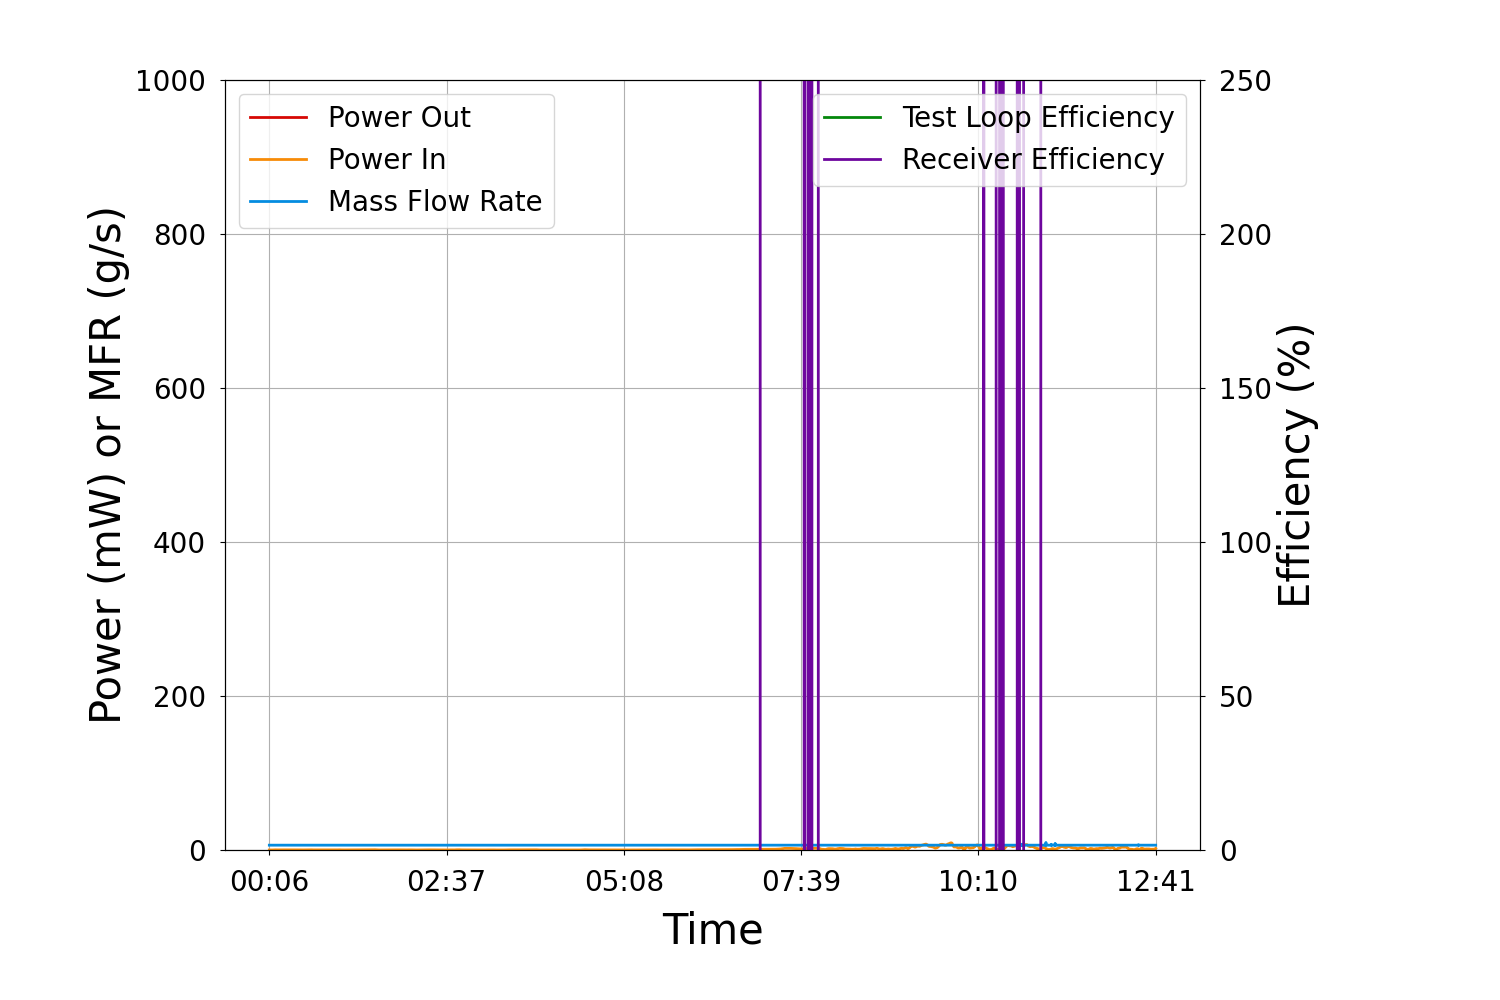 Power Out
Power In
Mass Flow Rate
Test Loop Efficiency
Receiver Efficiency
1000
800
600
400
200
0
Power (mW) or MFR (g/s)
250
200
150
100
50
0
Efficiency (%)
00:06 02:37 05:08 07:39 10:10 12:41
Time